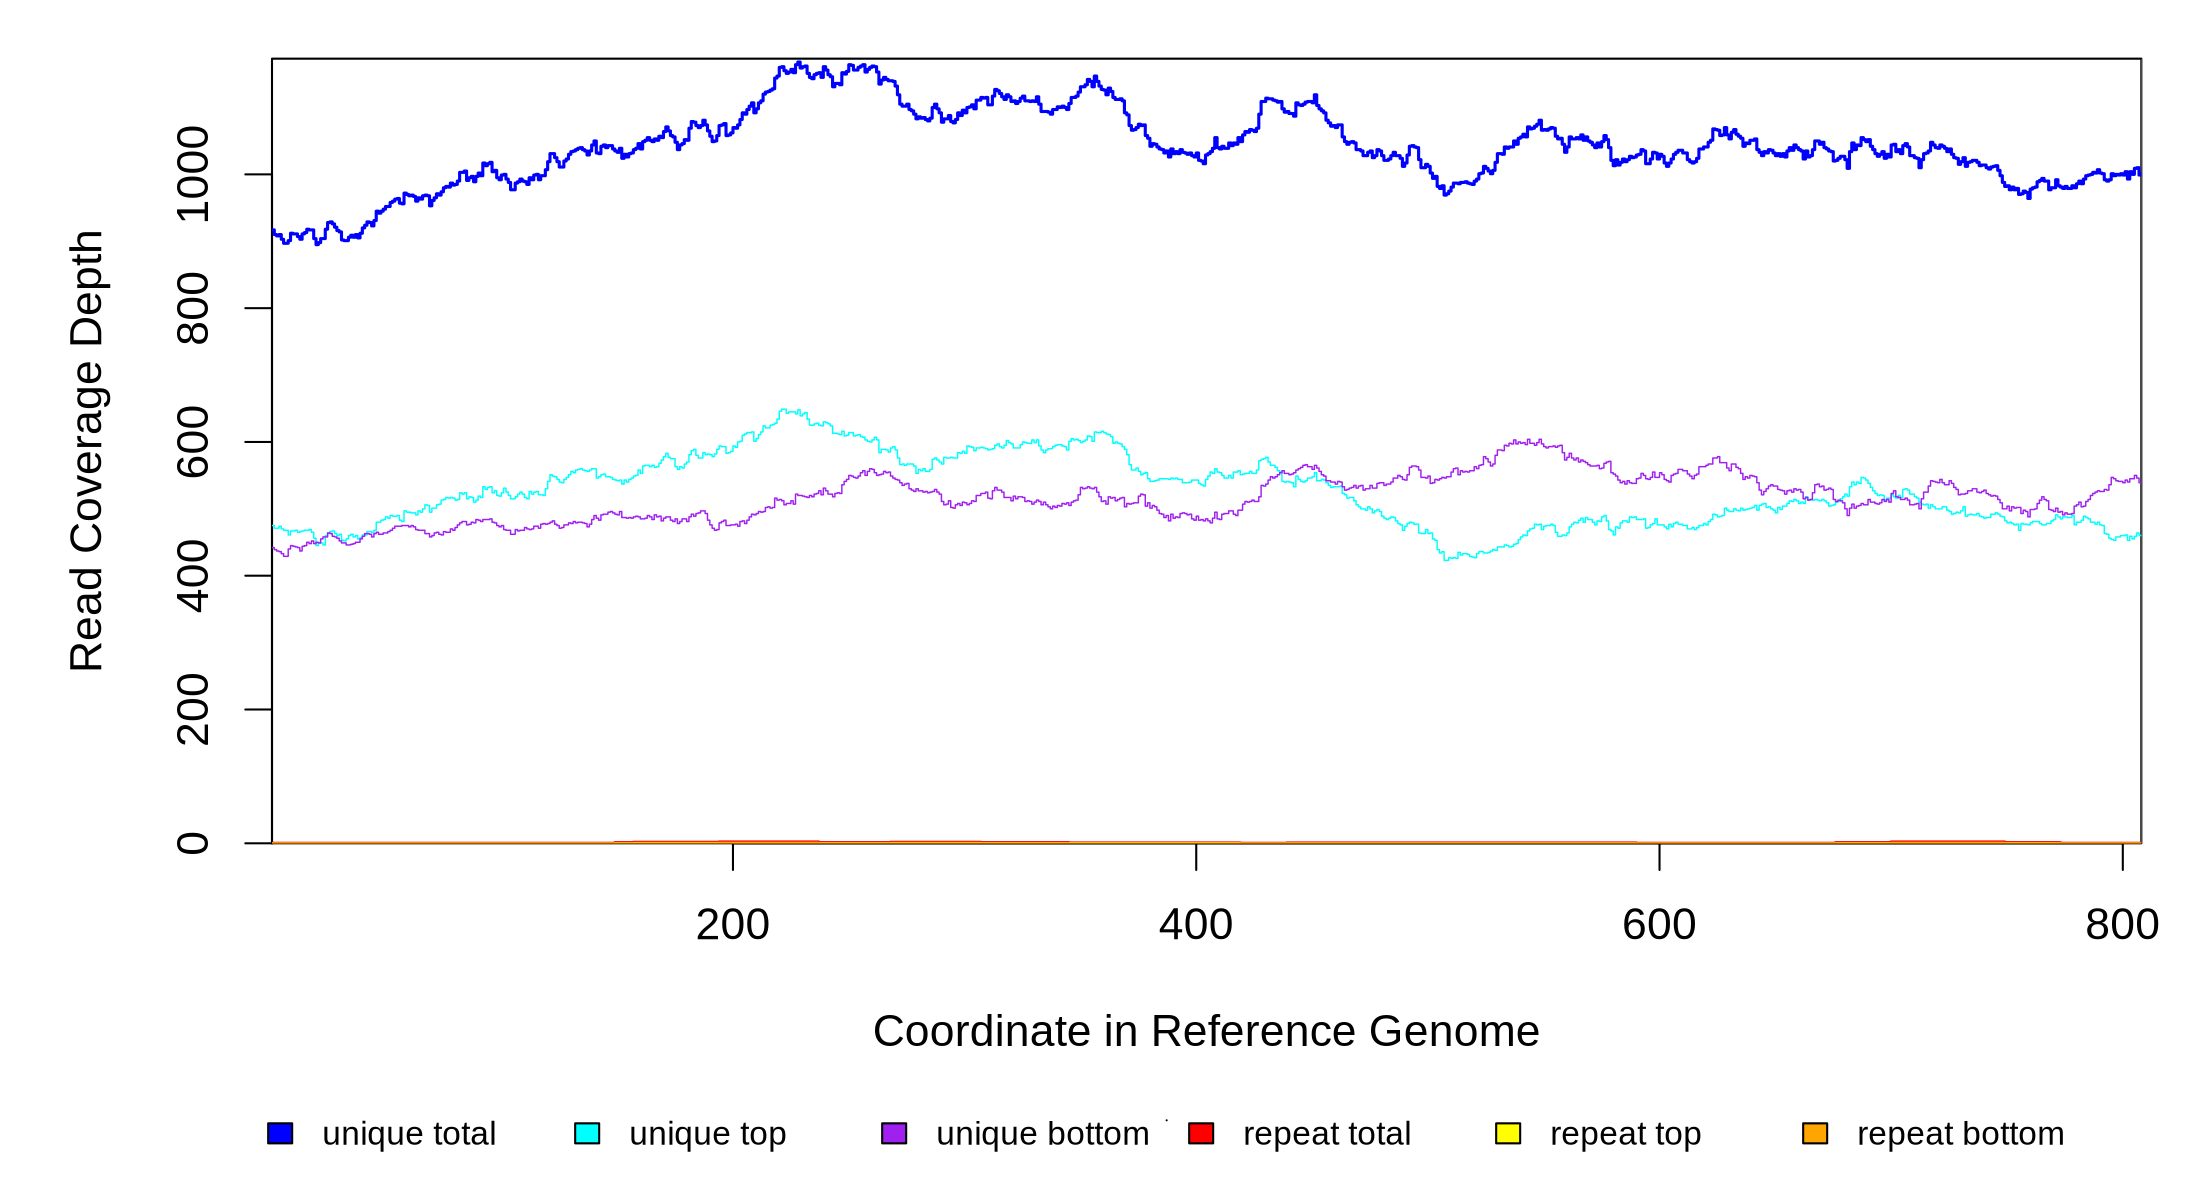 Read Coverage Depth
1000
800
600
400
200
0
200 400 600 800
Coordinate in Reference Genome
unique total unique top unique bottom repeat total repeat top repeat bottom